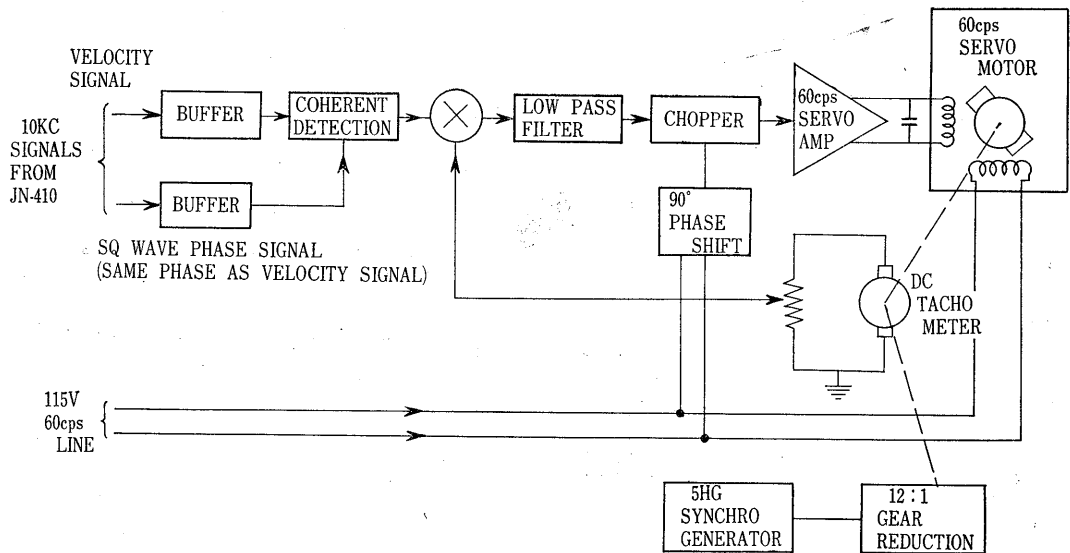 VELOCITY
SIGNAL
10KC
SIGNALS
FROM
JN-410
BUFFER
COHERENT
DETECTION
LOW PASS
FILTER
CHOPPER
60cps
SERVO
AMP
60cps
SERVO
MOTOR
BUFFER
90°
PHASE
SHIFT
SQ WAVE PHASE SIGNAL
(SAME PHASE AS VELOCITY SIGNAL)
DC
TACHO
METER
115V
60cps
LINE
5HG
SYNCHRO
GENERATOR
12:1
GEAR
REDUCTION